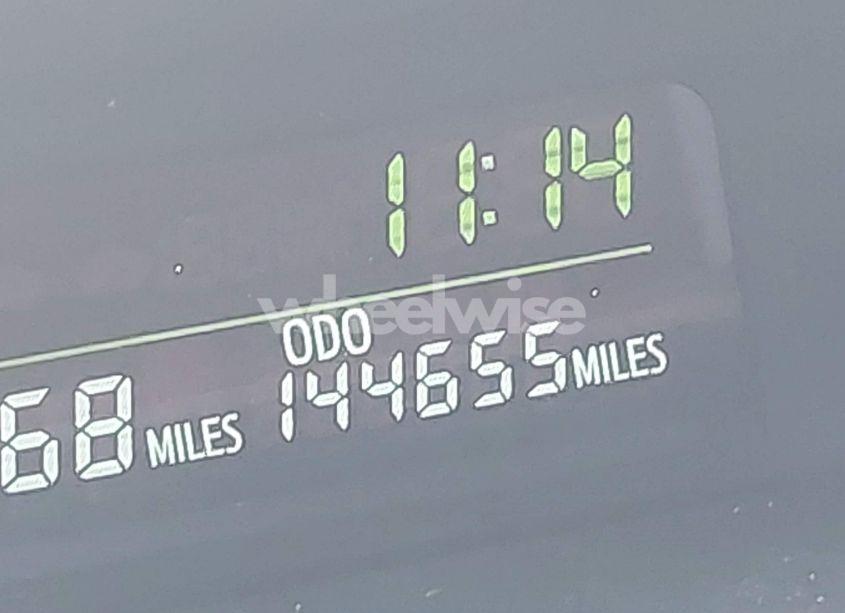 11:14
wheelwise
ODO
68 MILES 144655 MILES